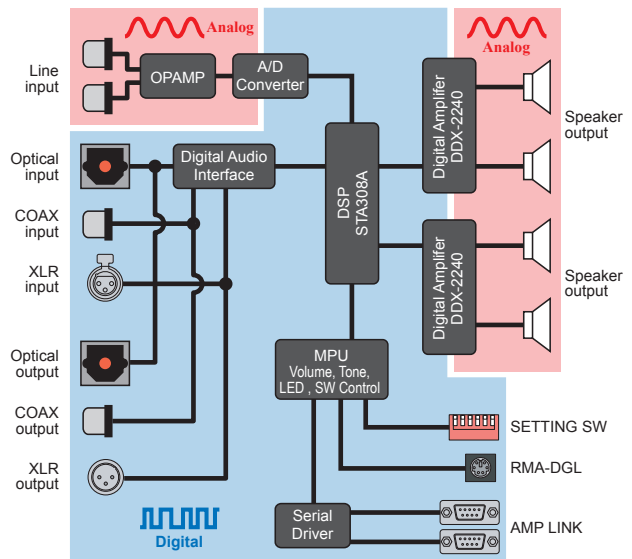 Analog
Line
input
OPAMP
A/D
Converter
Analog
Digital Amplifer
DDX-2240
Speaker
output
Optical
input
Digital Audio
Interface
DSP
STA308A
COAX
input
XLR
input
Digital Amplifer
DDX-2240
Speaker
output
Optical
output
MPU
Volume, Tone,
LED , SW Control
COAX
output
SETTING SW
XLR
output
RMA-DGL
Digital
Serial
Driver
AMP LINK